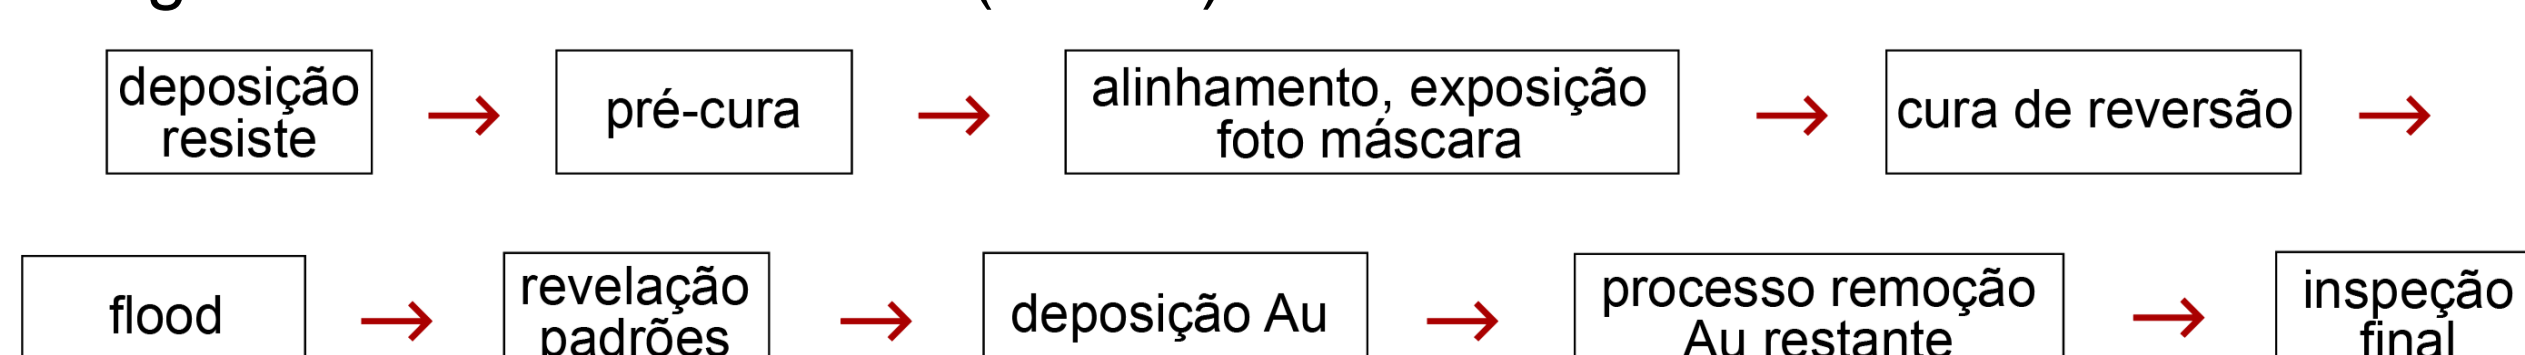 deposição
resiste
pré-cura
alinhamento, exposição
foto máscara
cura de reversão
flood
revelação
padrões
deposição Au
processo remoção
Au restante
inspeção
final